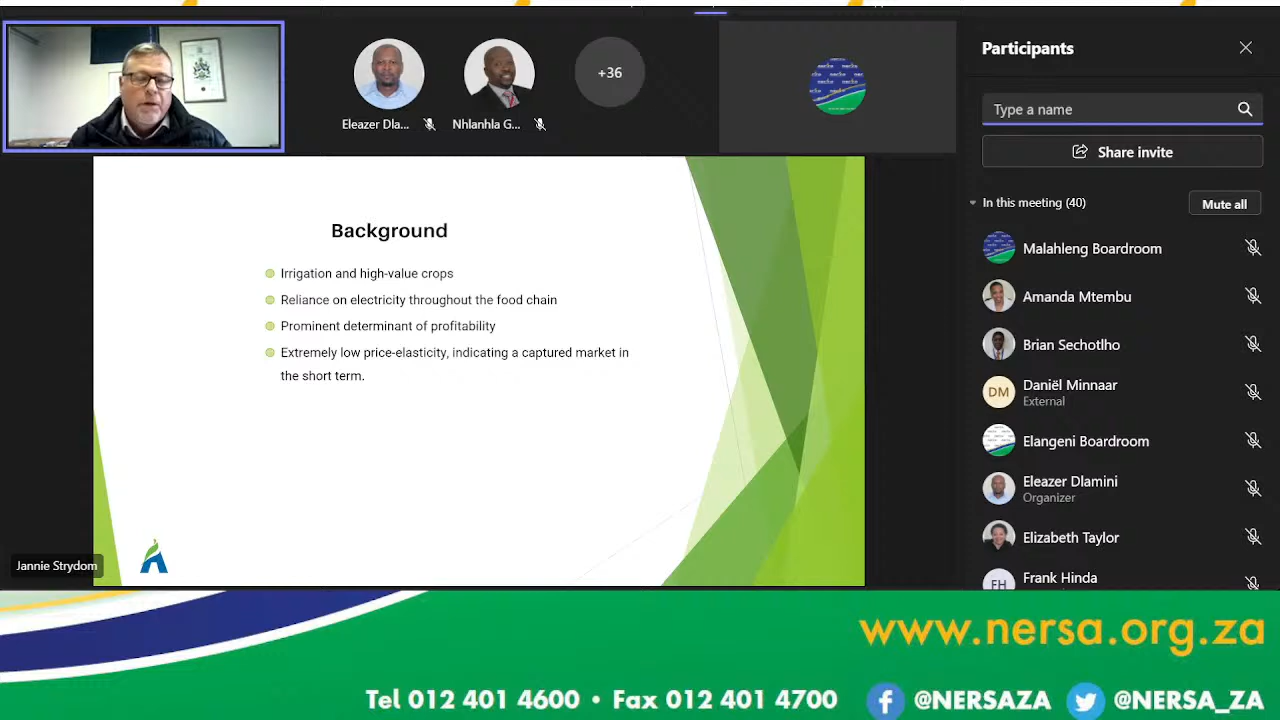 Eleazer Dla...
Nhlanhla G...
+36
Background
Irrigation and high-value crops
Reliance on electricity throughout the food chain
Prominent determinant of profitability
Extremely low price-elasticity, indicating a captured market in
the short term.
Jannie Strydom
Participants
Type a name
Share invite
In this meeting (40)
Mute all
Malahleng Boardroom
Amanda Mtembu
Brian Sechotlho
DM
Daniël Minnaar
External
Elangeni Boardroom
Eleazer Dlamini
Organizer
Elizabeth Taylor
FH
Frank Hinda
www.nersa.org.za
Tel 012 401 4600 • Fax 012 401 4700
@NERSAZA
@NERSA_ZA